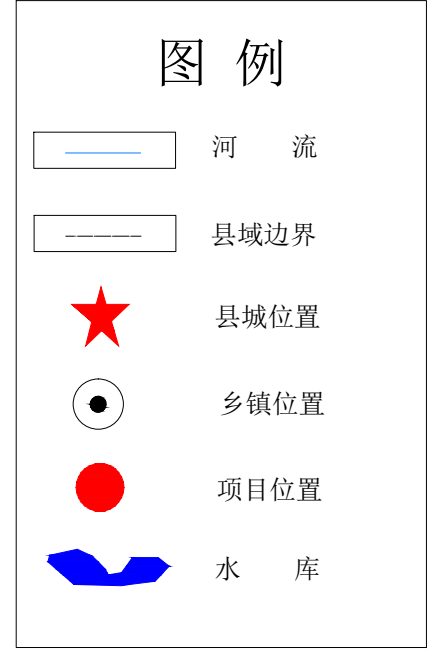 图 例
河 流
县域边界
县城位置
乡镇位置
项目位置
水 库